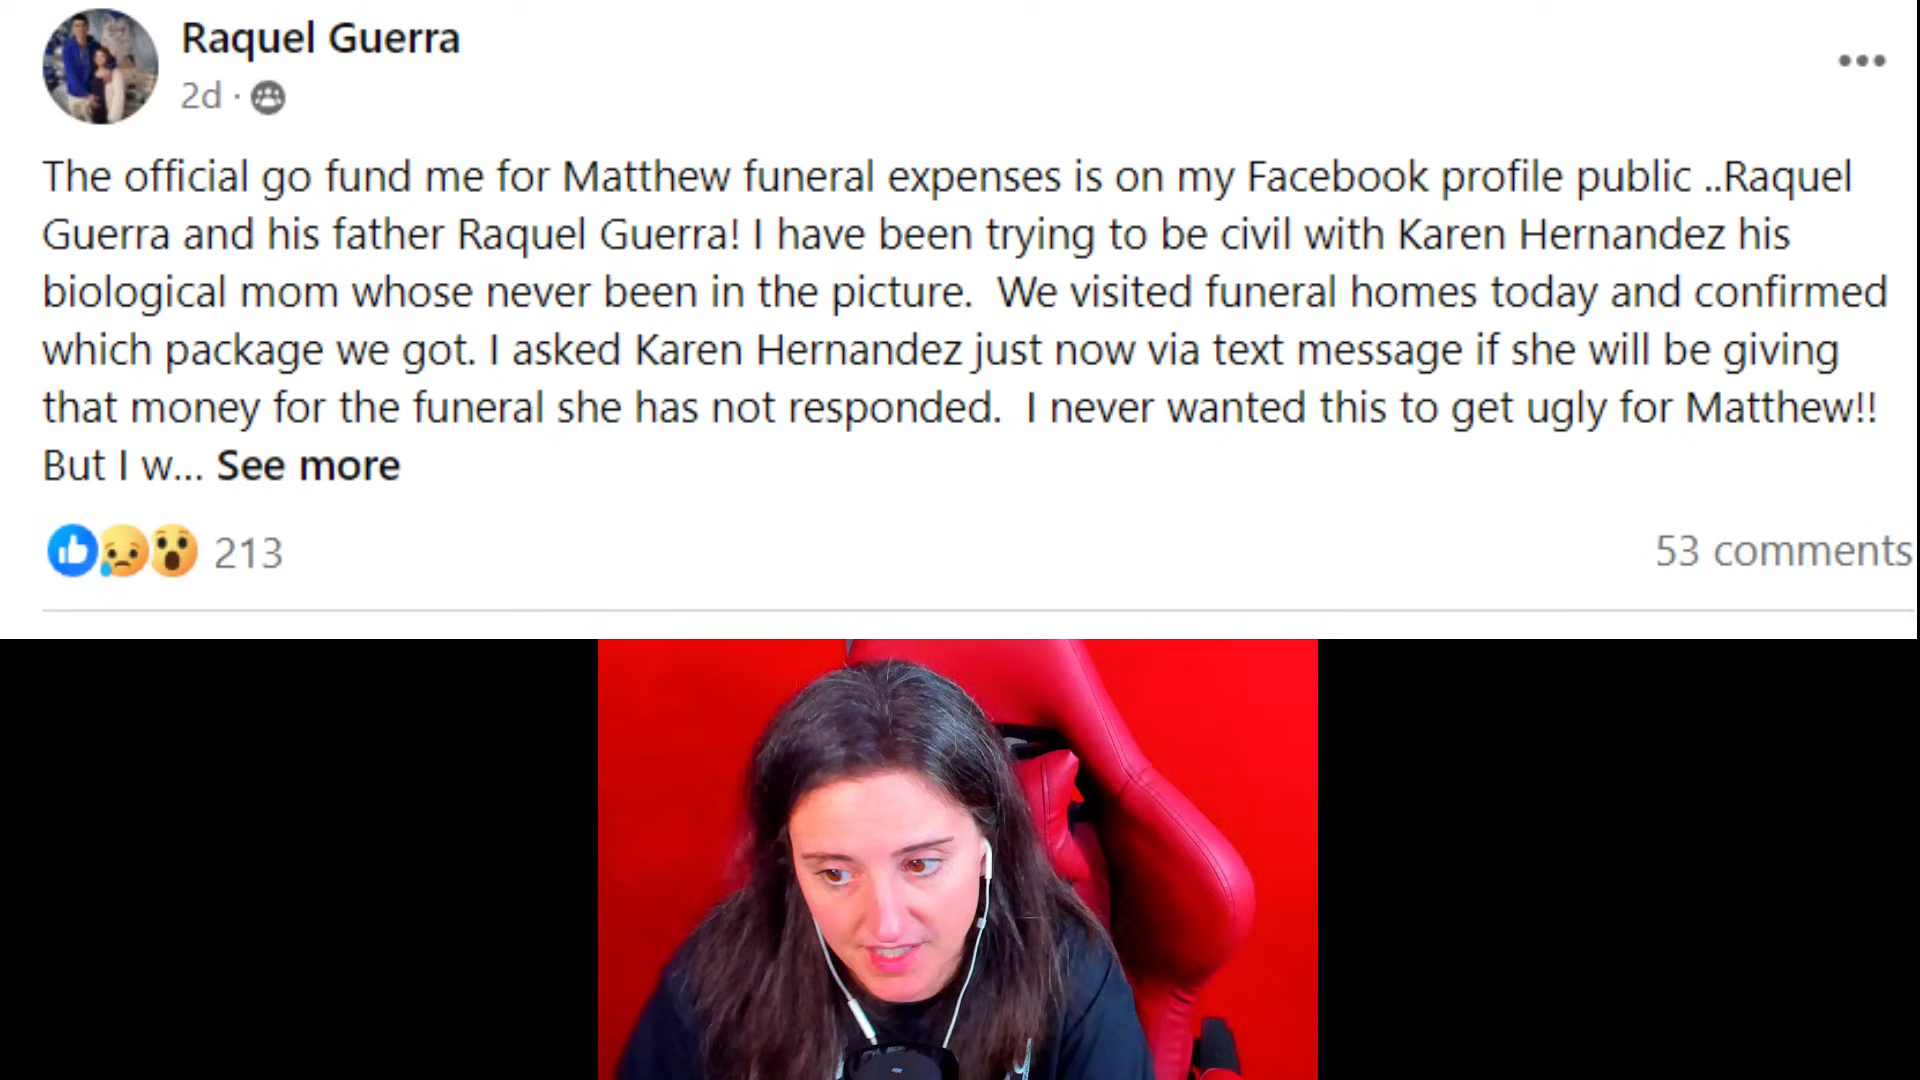 Raquel Guerra
2d ·
The official go fund me for Matthew funeral expenses is on my Facebook profile public ..Raquel
Guerra and his father Raquel Guerra! I have been trying to be civil with Karen Hernandez his
biological mom whose never been in the picture.  We visited funeral homes today and confirmed
which package we got. I asked Karen Hernandez just now via text message if she will be giving
that money for the funeral she has not responded.  I never wanted this to get ugly for Matthew!!
But I w... See more
213
53 comments